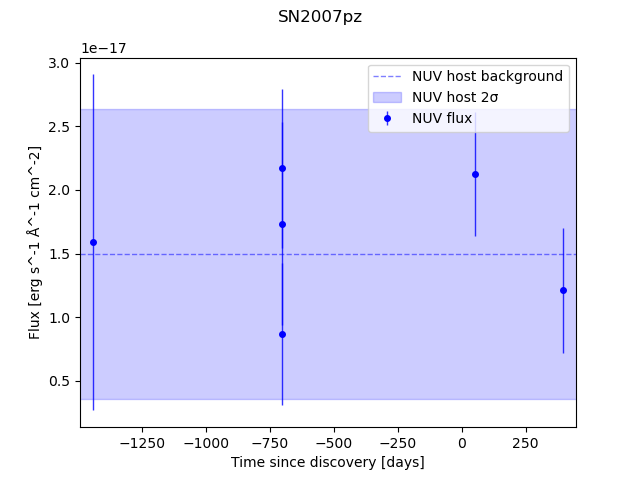 SN2007pz
1e−17
NUV host background
NUV host 2σ
NUV flux
3.0
2.5
2.0
1.5
1.0
0.5
Flux [erg s^-1 Å^-1 cm^-2]
−1250 −1000 −750 −500 −250 0 250
Time since discovery [days]